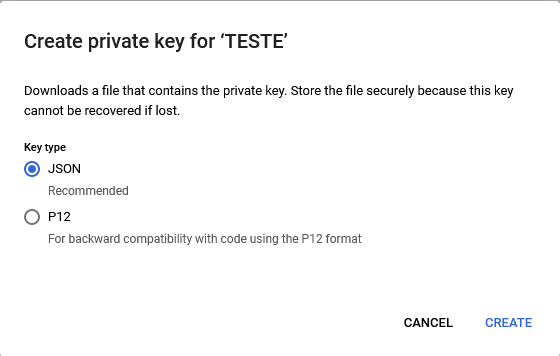 Create private key for ‘TESTE’
Downloads a file that contains the private key. Store the file securely because this key
cannot be recovered if lost.
Key type
JSON
Recommended
P12
For backward compatibility with code using the P12 format
CANCEL CREATE